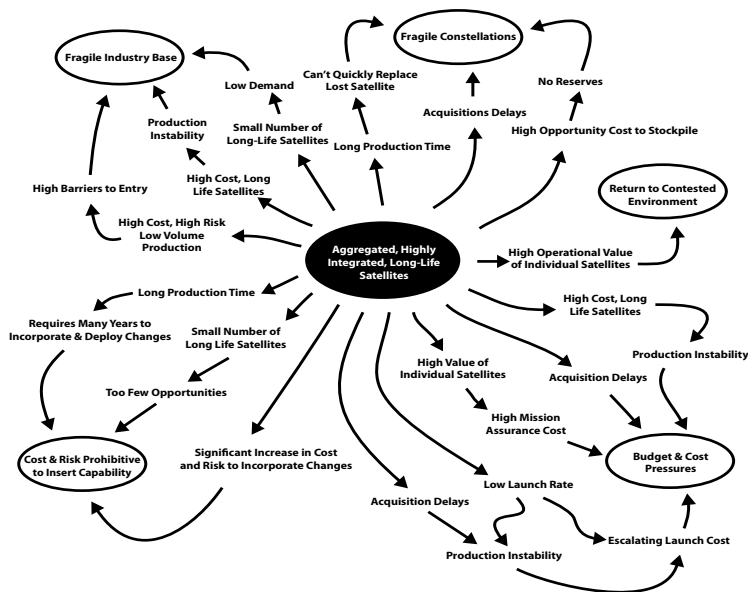 Fragile Industry Base
Fragile Constellations
Low Demand
Can't Quickly Replace
Lost Satellite
No Reserves
Production
Instability
Small Number of
Long-Life Satellites
Acquisitions Delays
Long Production Time
High Opportunity Cost to Stockpile
High Barriers to Entry
High Cost, Long
Life Satellites
Return to Contested
Environment
High Cost, High Risk
Low Volume
Production
Aggregated, Highly
Integrated, Long-Life
Satellites
High Operational Value
of Individual Satellites
Long Production Time
High Cost, Long
Life Satellites
Requires Many Years to
Incorporate & Deploy Changes
Small Number of
Long Life Satellites
High Value of
Individual Satellites
Production Instability
Acquisition Delays
Too Few Opportunities
High Mission
Assurance Cost
Cost & Risk Prohibitive
to Insert Capability
Significant Increase in Cost
and Risk to Incorporate Changes
Budget & Cost
Pressures
Acquisition Delays
Low Launch Rate
Production Instability
Escalating Launch Cost